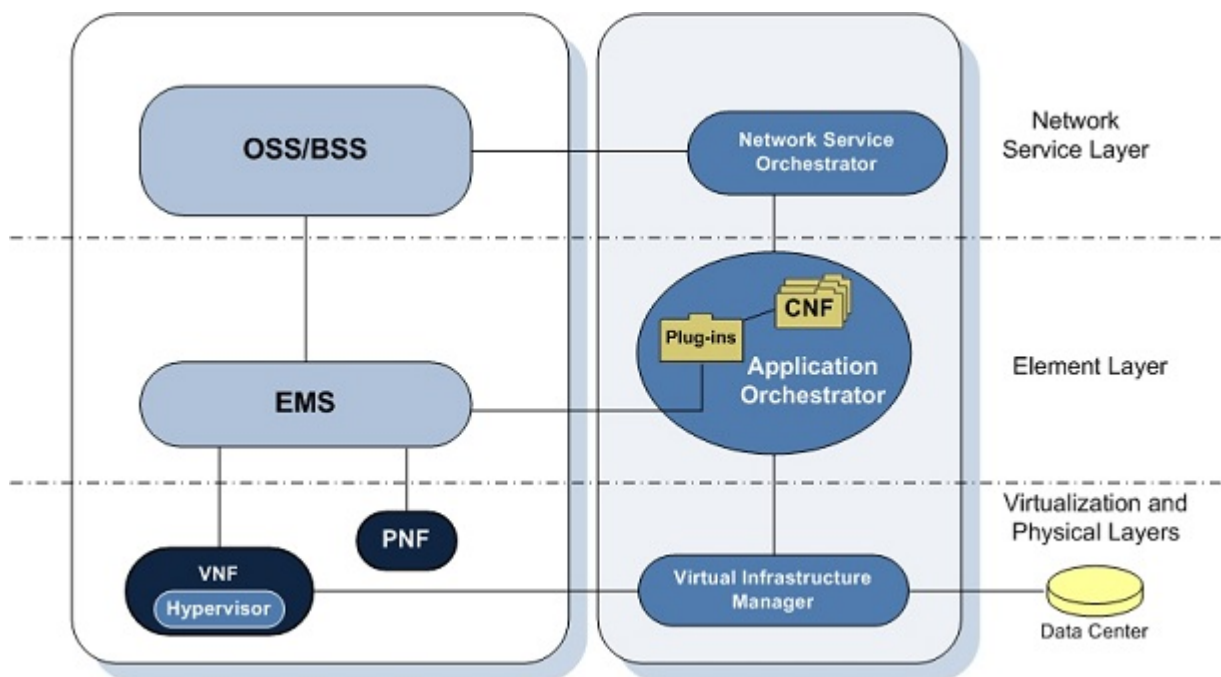 OSS/BSS
Network Service
Orchestrator
Network
Service Layer
CNF
Plug-ins
Application
Orchestrator
Element Layer
EMS
Virtualization and
Physical Layers
PNF
VNF
Hypervisor
Virtual Infrastructure
Manager
Data Center